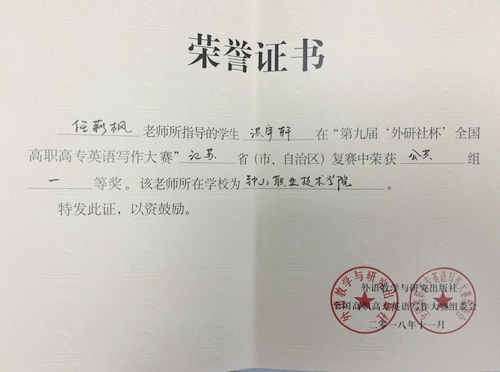 荣誉证书
任莉枫 老师所指导的学生 洪宇轩 在“第九届‘外研社杯’全国
高职高专英语写作大赛” 江苏 省(市、自治区)复赛中荣获 公共 组
一 等奖。该老师所在学校为 钟山职业技术学院 。
特发此证,以资鼓励。
外语教学与研究出版社
全国高职高专英语写作大赛组委会
二〇一八年十一月